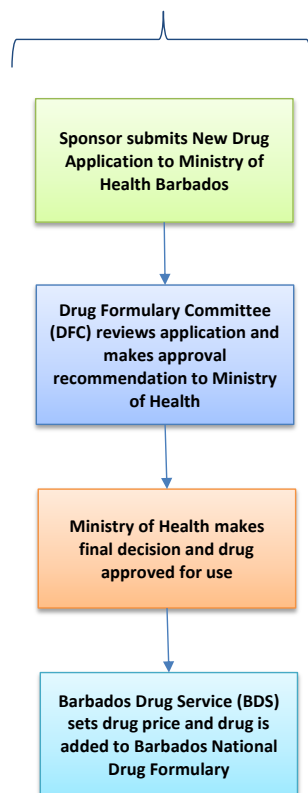 Sponsor submits New Drug
Application to Ministry of
Health Barbados
Drug Formulary Committee
(DFC) reviews application and
makes approval
recommendation to Ministry
of Health
Ministry of Health makes
final decision and drug
approved for use
Barbados Drug Service (BDS)
sets drug price and drug is
added to Barbados National
Drug Formulary